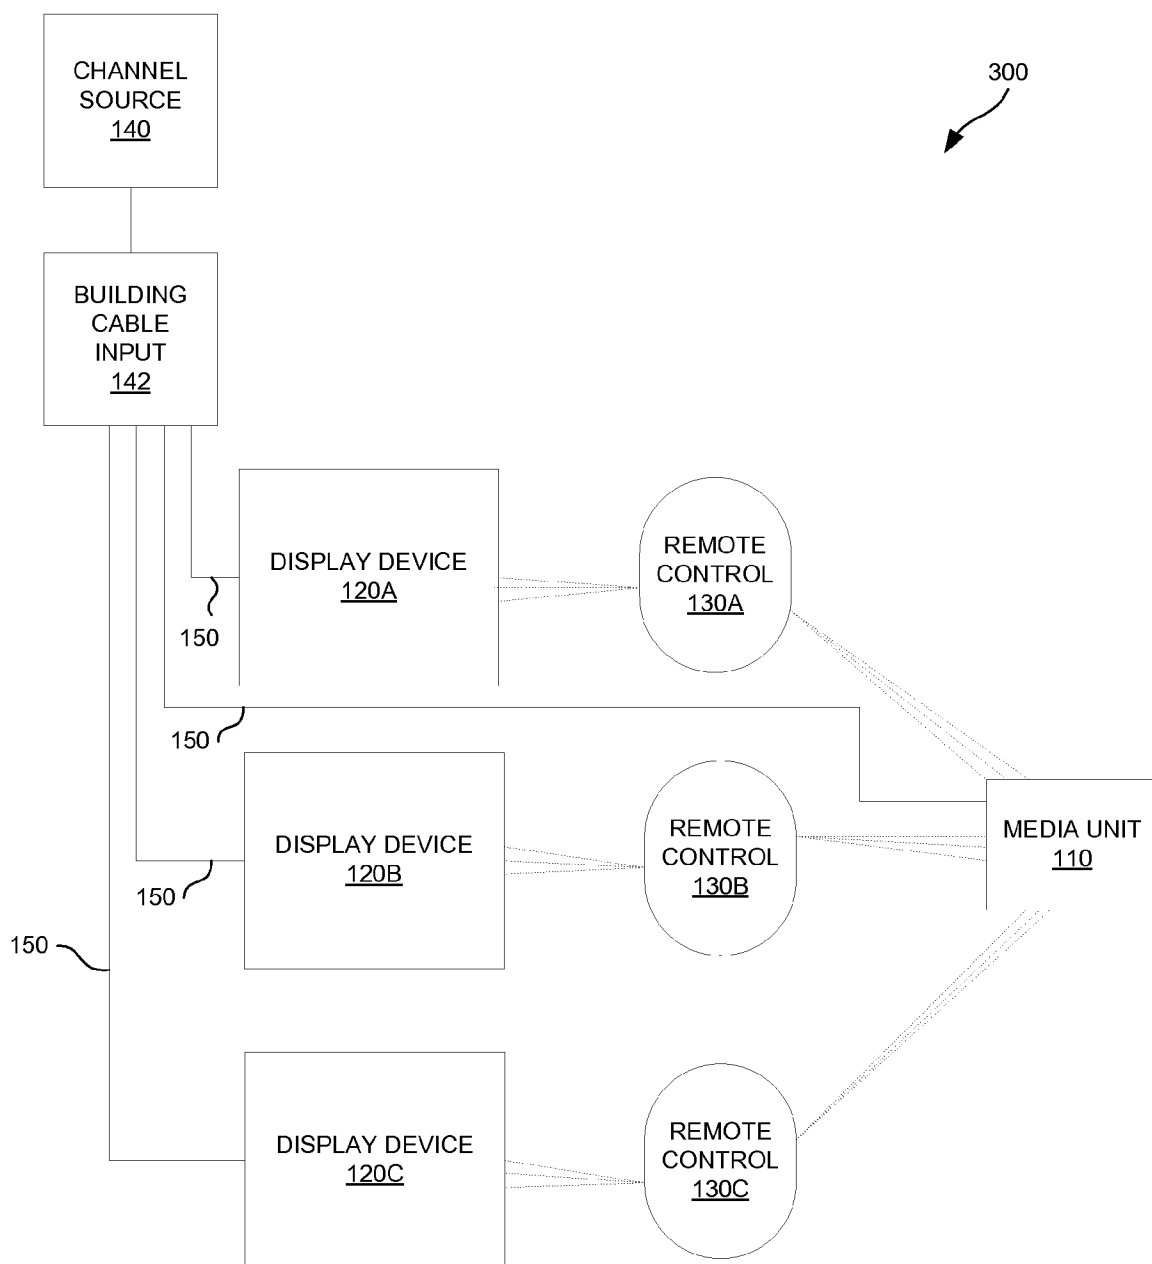 CHANNEL
SOURCE
140
300
BUILDING
CABLE
INPUT
142
DISPLAY DEVICE
120A
REMOTE
CONTROL
130A
150
150
DISPLAY DEVICE
120B
REMOTE
CONTROL
130B
MEDIA UNIT
110
150
150
DISPLAY DEVICE
120C
REMOTE
CONTROL
130C